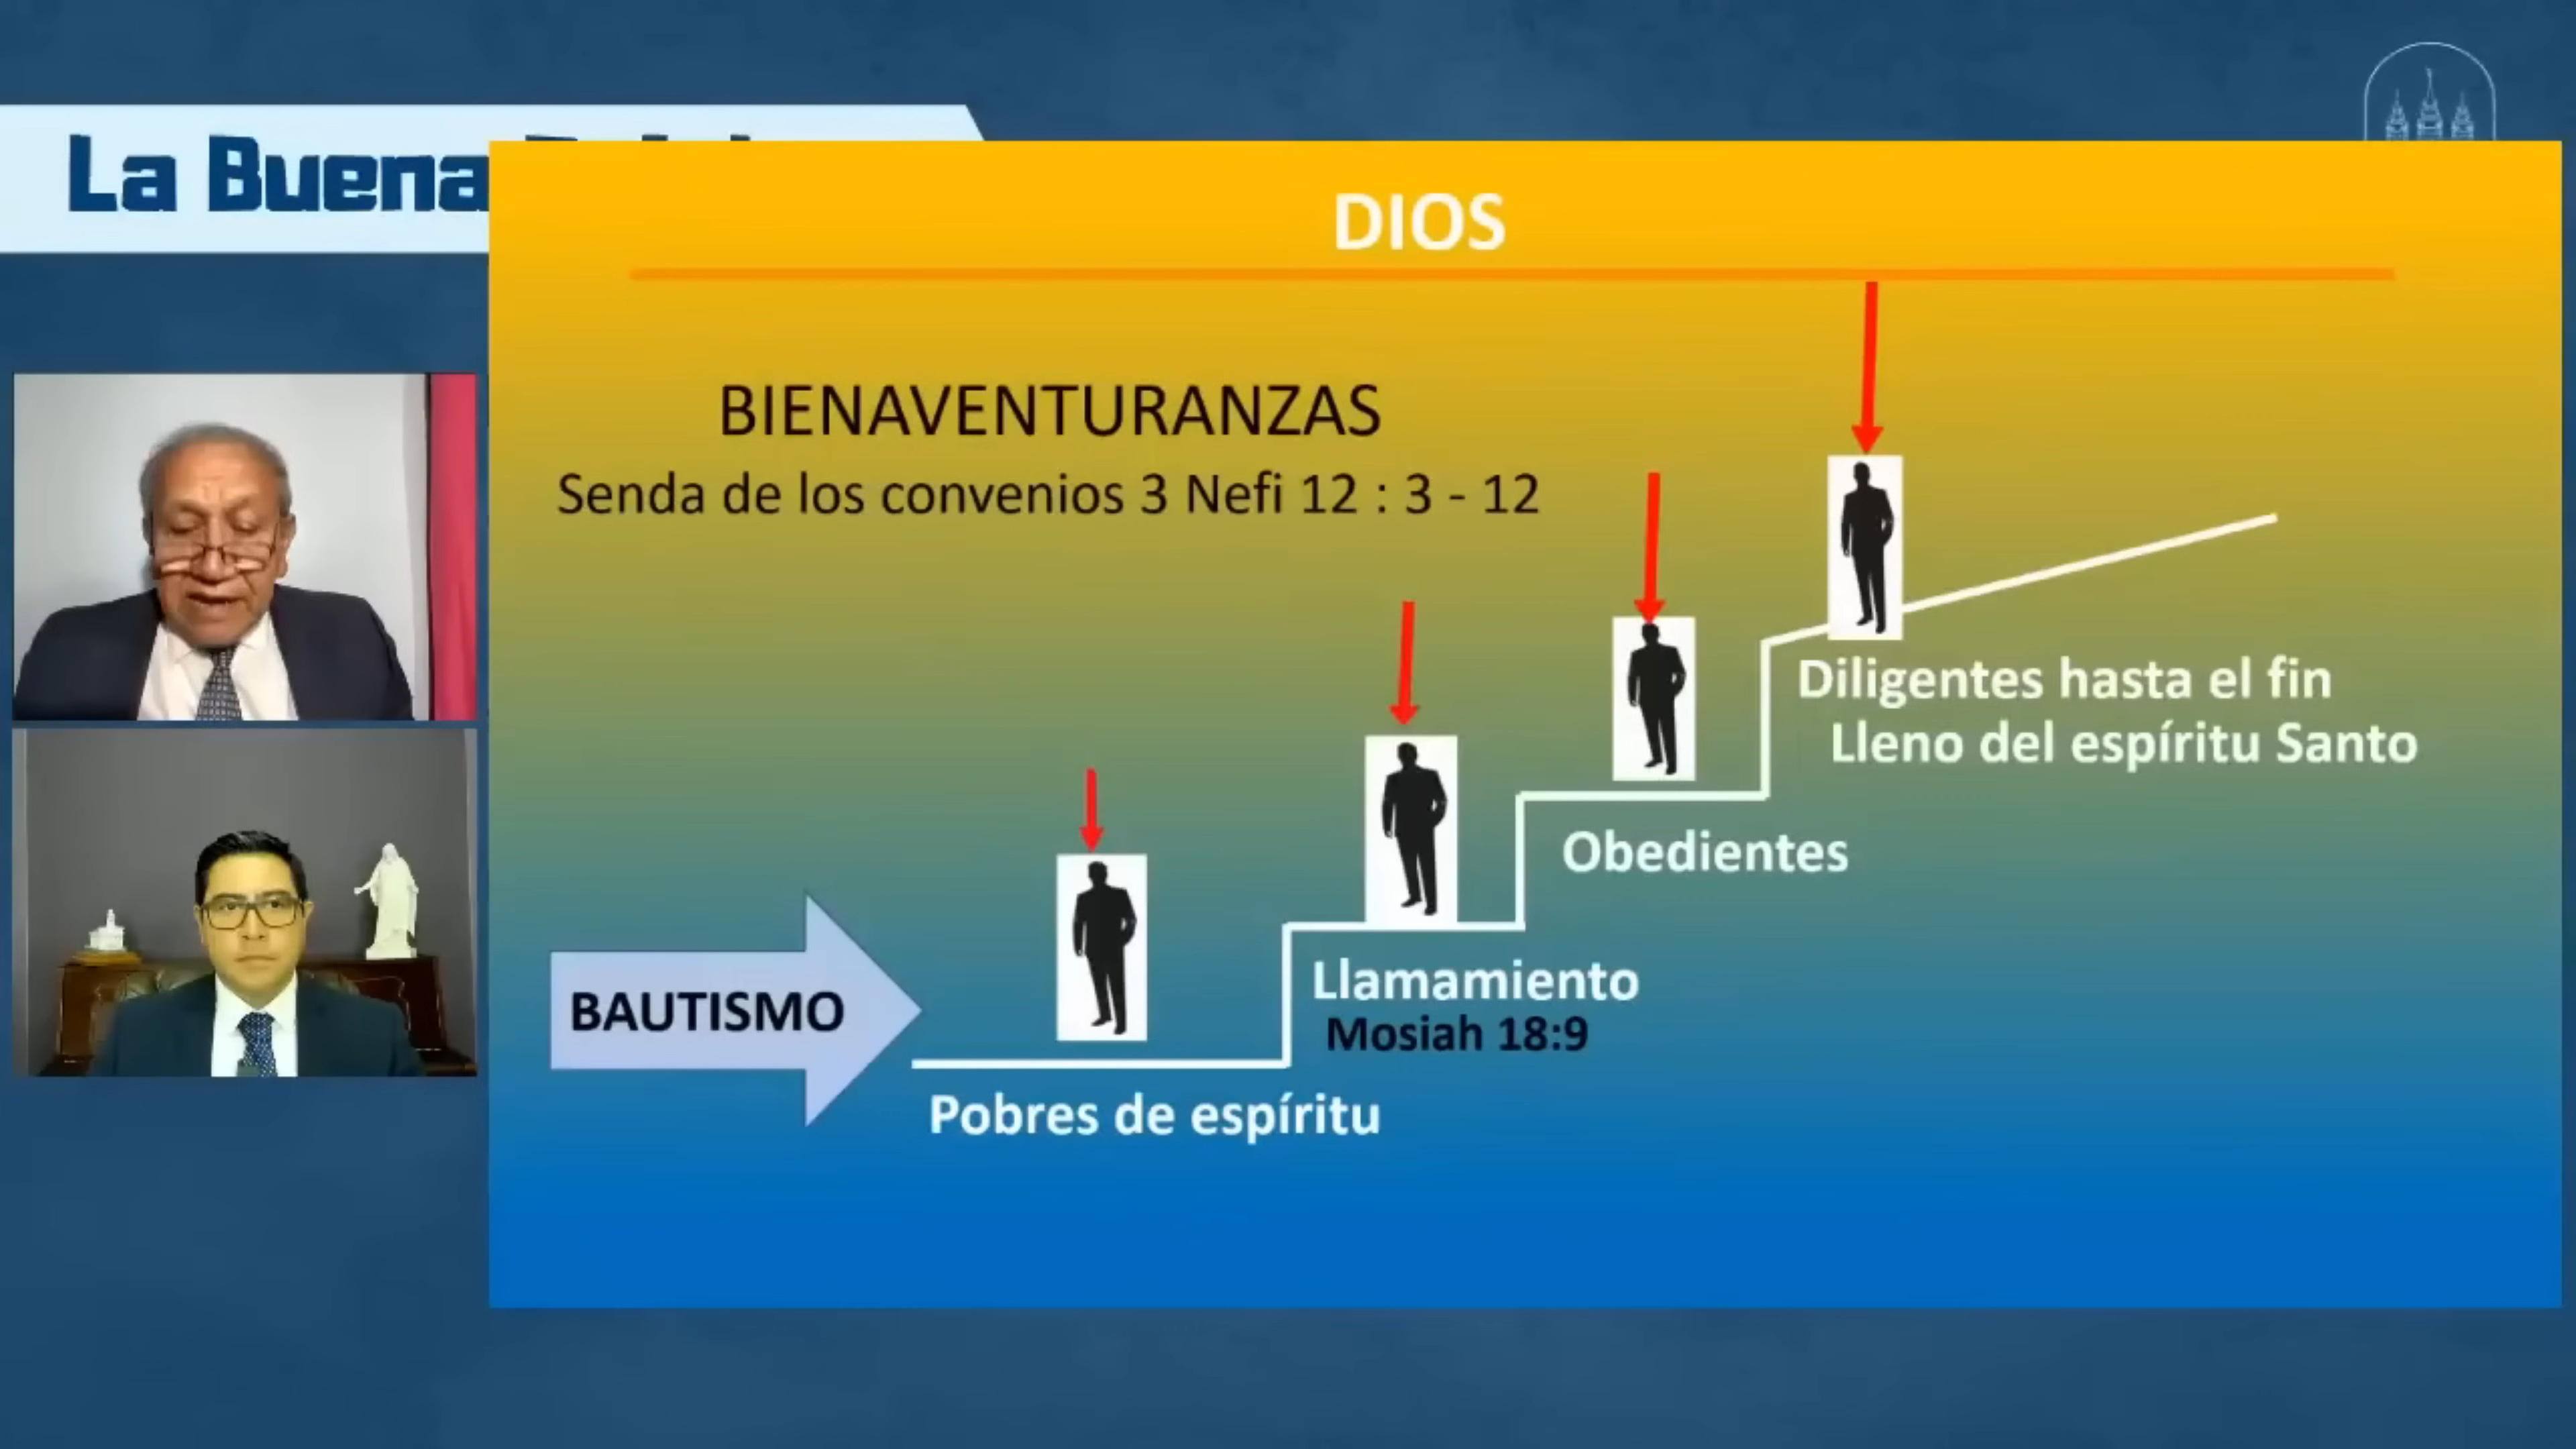 La Buena
DIOS
BIENAVENTURANZAS
Senda de los convenios 3 Nefi 12 : 3 - 12
Diligentes hasta el fin
Lleno del espíritu Santo
Obedientes
BAUTISMO
Llamamiento
Mosiah 18:9
Pobres de espíritu